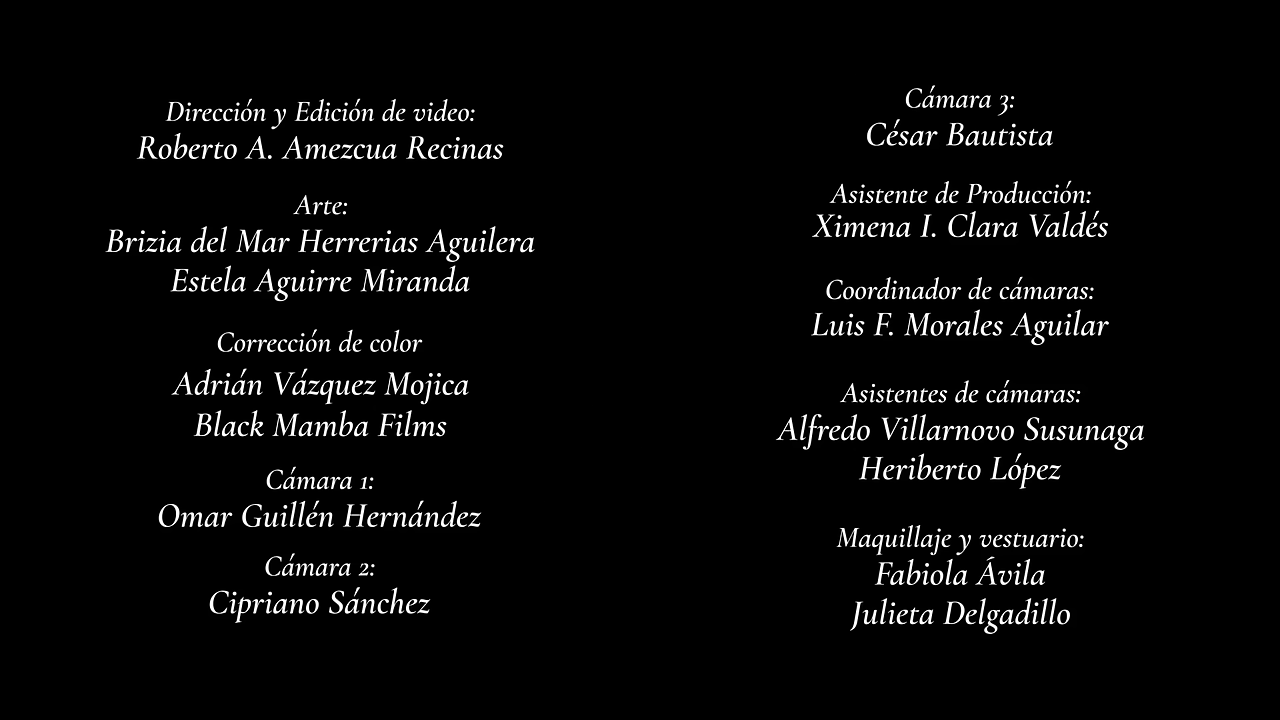 Dirección y Edición de video:
Roberto A. Amezcua Recinas
Arte:
Brizia del Mar Herrerias Aguilera
Estela Aguirre Miranda
Corrección de color
Adrián Vázquez Mojica
Black Mamba Films
Cámara 1:
Omar Guillén Hernández
Cámara 2:
Cipriano Sánchez
Cámara 3:
César Bautista
Asistente de Producción:
Ximena I. Clara Valdés
Coordinador de cámaras:
Luis F. Morales Aguilar
Asistentes de cámaras:
Alfredo Villarnovo Susunaga
Heriberto López
Maquillaje y vestuario:
Fabiola Ávila
Julieta Delgadillo